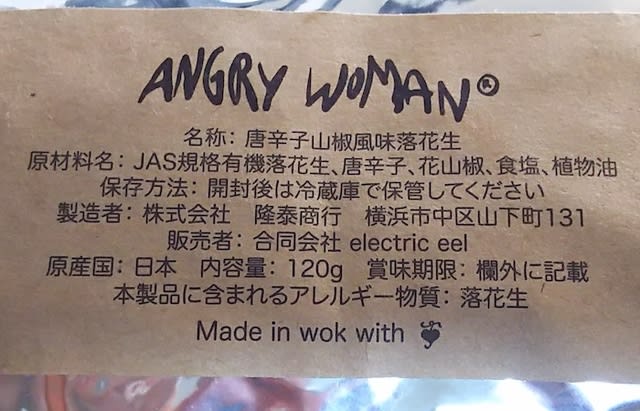 ANGRY WOMAN®
名称：唐辛子山椒風味落花生
原材料名：JAS規格有機落花生、唐辛子、花山椒、食塩、植物油
保存方法：開封後は冷蔵庫で保管してください
製造者：株式会社　隆泰商行　横浜市中区山下町131
販売者：合同会社 electric eel
原産国：日本　内容量：120g　賞味期限：欄外に記載
本製品に含まれるアレルギー物質：落花生
Made in wok with